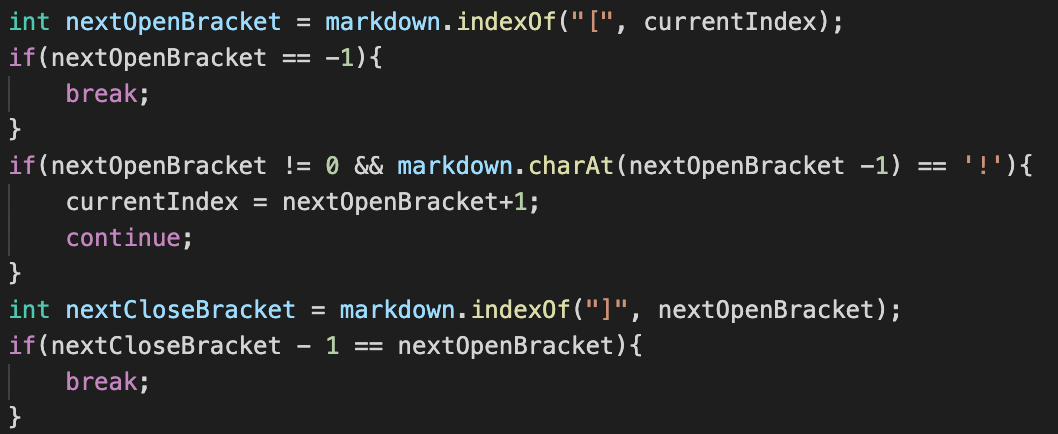 int nextOpenBracket = markdown.indexOf("[", currentIndex);
if(nextOpenBracket == -1){
    break;
}
if(nextOpenBracket != 0 && markdown.charAt(nextOpenBracket -1) == '!'){
    currentIndex = nextOpenBracket+1;
    continue;
}
int nextCloseBracket = markdown.indexOf("]", nextOpenBracket);
if(nextCloseBracket - 1 == nextOpenBracket){
    break;
}